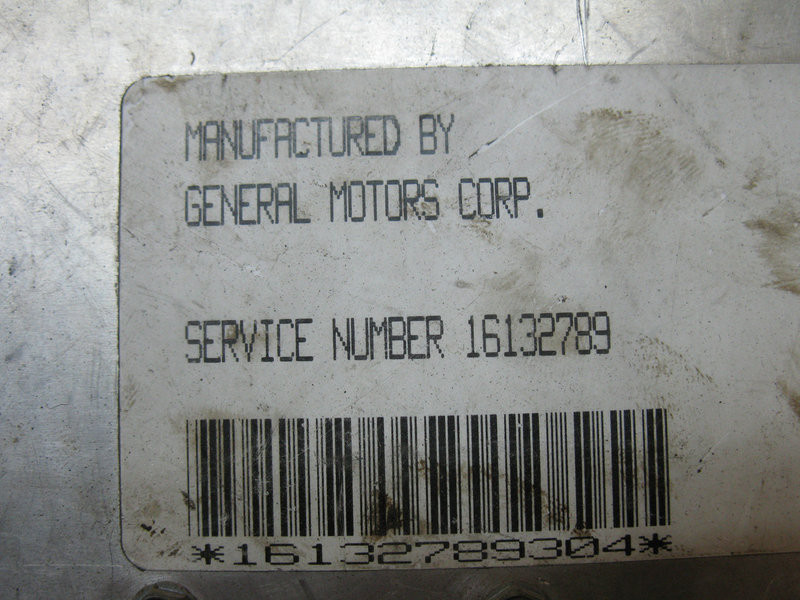 MANUFACTURED BY
GENERAL MOTORS CORP.
SERVICE NUMBER 16132789
*16132789304*